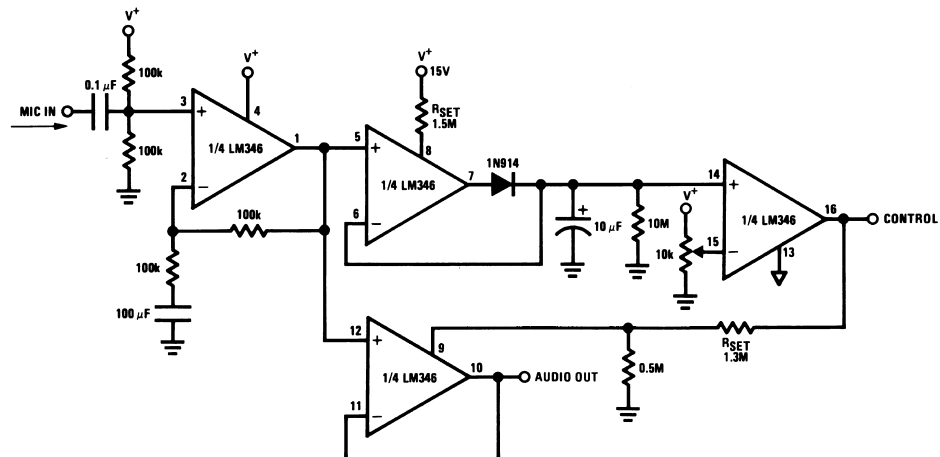 V+
100k
0.1 μF
MIC IN
100k
3
+
V+
4
1/4 LM346
1
2
−
100k
100k
100 μF
V+
15V
RSET
1.5M
8
5
+
1/4 LM346
7
6
−
1N914
+
10 μF
10M
V+
10k
14
+
1/4 LM346
16
15
−
13
CONTROL
12
+
9
1/4 LM346
10
11
−
AUDIO OUT
0.5M
RSET
1.3M